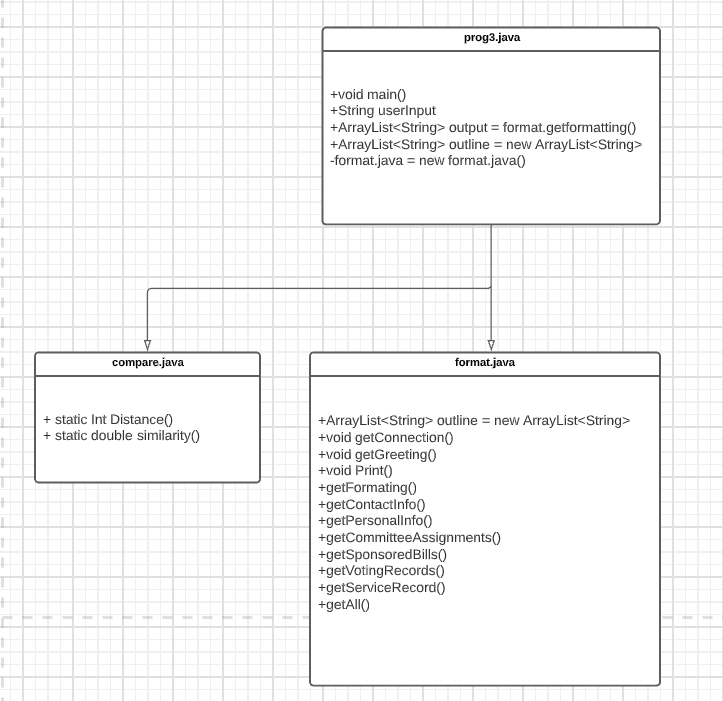 prog3.java
+void main()
+String userInput
+ArrayList<String> output = format.getformatting()
+ArrayList<String> outline = new ArrayList<String>
-format.java = new format.java()
compare.java
+ static Int Distance()
+ static double similarity()
format.java
+ArrayList<String> outline = new ArrayList<String>
+void getConnection()
+void getGreeting()
+void Print()
+getFormating()
+getContactInfo()
+getPersonalInfo()
+getCommitteeAssignments()
+getSponsoredBills()
+getVotingRecords()
+getServiceRecord()
+getAll()